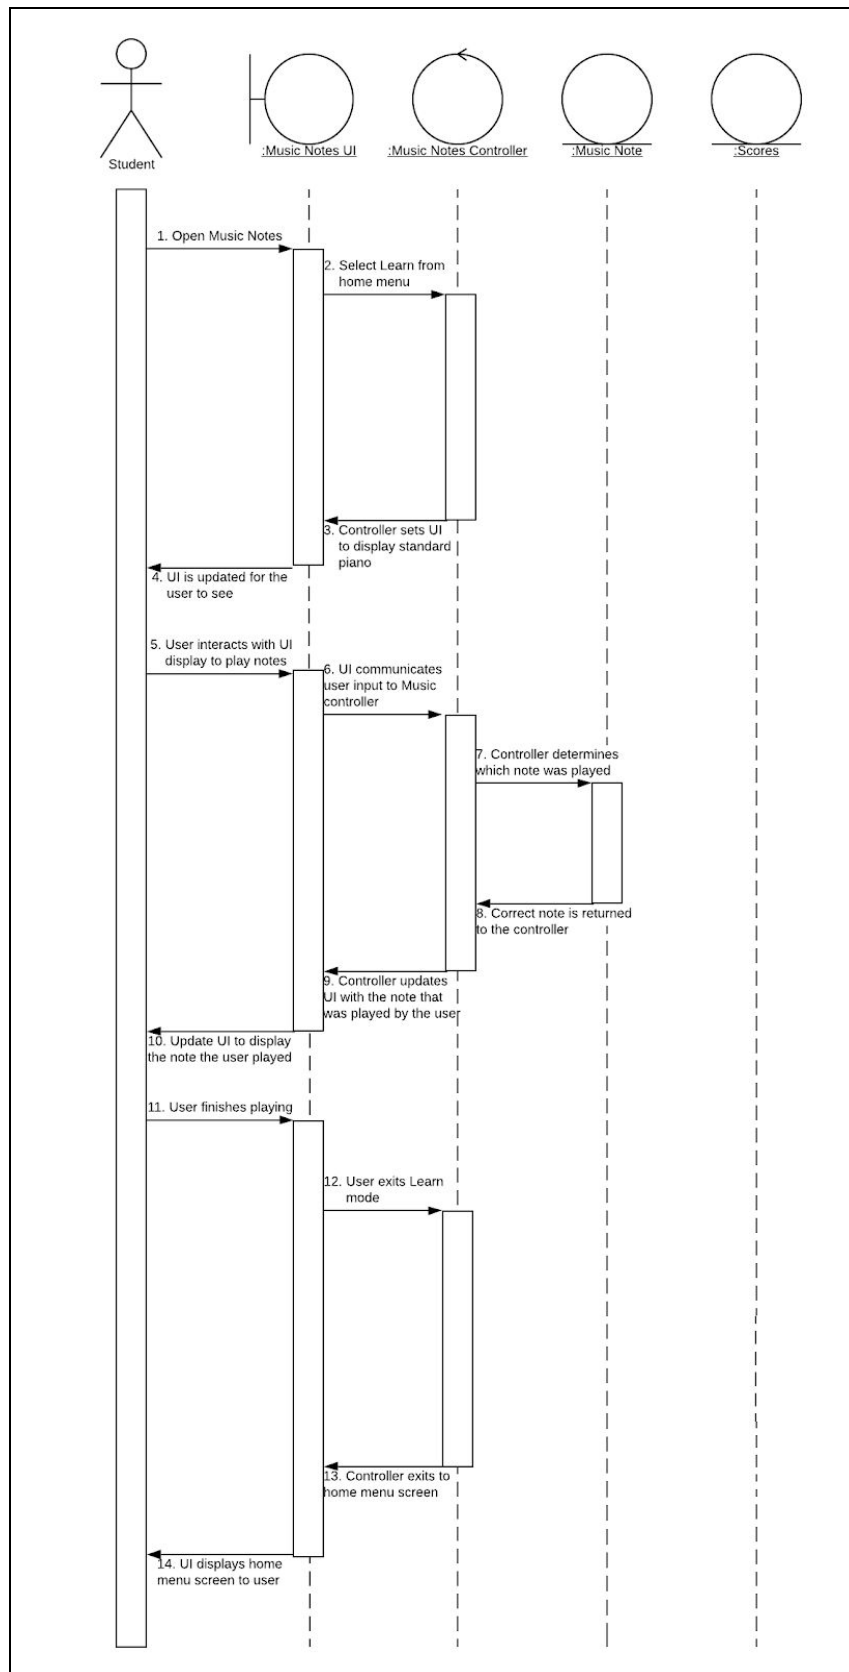 Student
:Music Notes UI
:Music Notes Controller
:Music Note
:Scores
1. Open Music Notes
2. Select Learn from
home menu
3. Controller sets UI
to display standard
piano
4. UI is updated for the
user to see
5. User interacts with UI
display to play notes
6. UI communicates
user input to Music
controller
7. Controller determines
which note was played
8. Correct note is returned
to the controller
9. Controller updates
UI with the note that
was played by the user
10. Update UI to display
the note the user played
11. User finishes playing
12. User exits Learn
mode
13. Controller exits to
home menu screen
14. UI displays home
menu screen to user